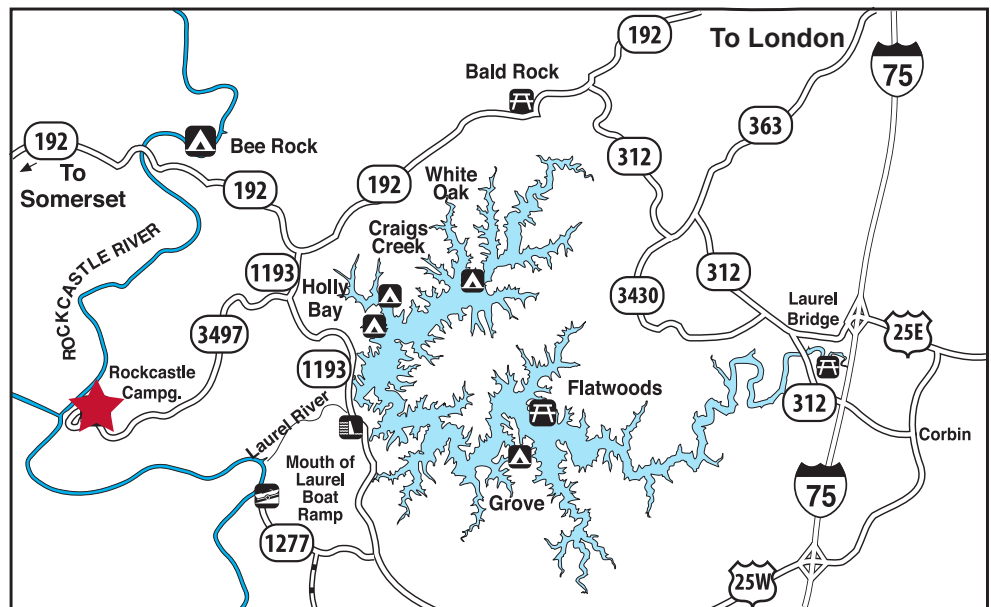 192
To London
75
Bald Rock
363
192
To
Somerset
Bee Rock
312
192
192
White
Oak
Craigs
Creek
ROCKCASTLE RIVER
1193
Holly
Bay
312
3430
Laurel
Bridge
25E
3497
1193
Rockcastle
Campg.
Flatwoods
312
Laurel River
Corbin
Mouth of
Laurel
Boat
Ramp
Grove
75
1277
25W